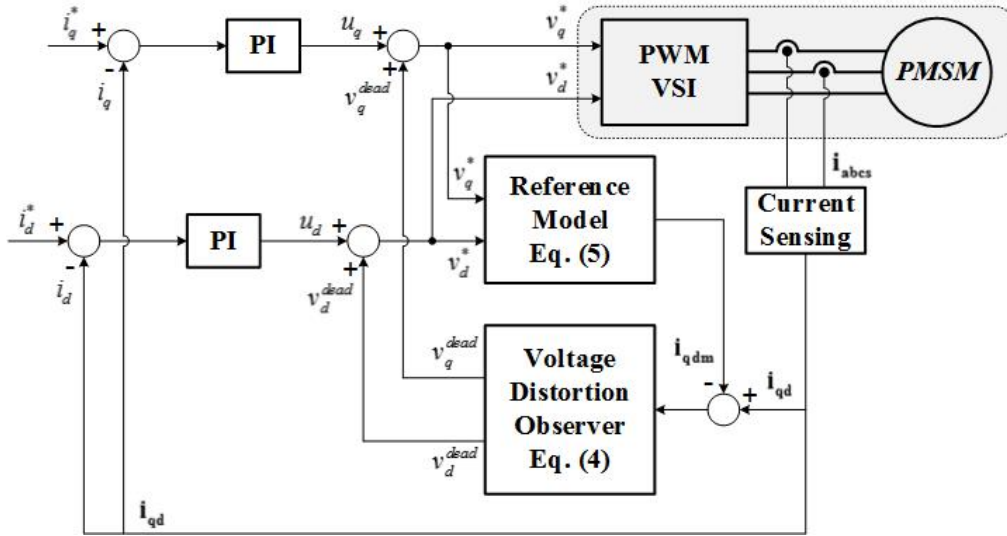 i_q^* + - PI u_q + + v_q^*
i_q v_q^{dead} v_d^*
PWM
VSI
PMSM
i_abcs
Current
Sensing
i_d^* + - PI u_d + + v_d^*
i_d v_d^{dead}
v_q^*
Reference
Model
Eq. (5)
v_q^{dead}
v_d^{dead}
Voltage
Distortion
Observer
Eq. (4)
i_qdm
- + i_qd
i_qd